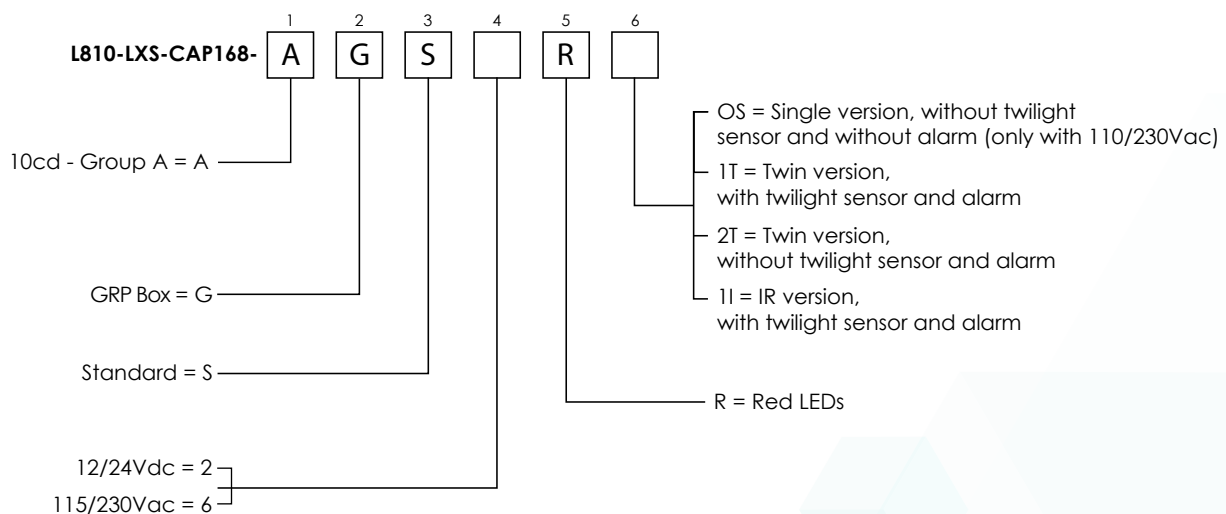 1 2 3 4 5 6
L810-LXS-CAP168- A G S R
10cd - Group A = A
GRP Box = G
Standard = S
12/24Vdc = 2
115/230Vac = 6
OS = Single version, without twilight
sensor and without alarm (only with 110/230Vac)
1T = Twin version,
with twilight sensor and alarm
2T = Twin version,
without twilight sensor and alarm
1I = IR version,
with twilight sensor and alarm
R = Red LEDs